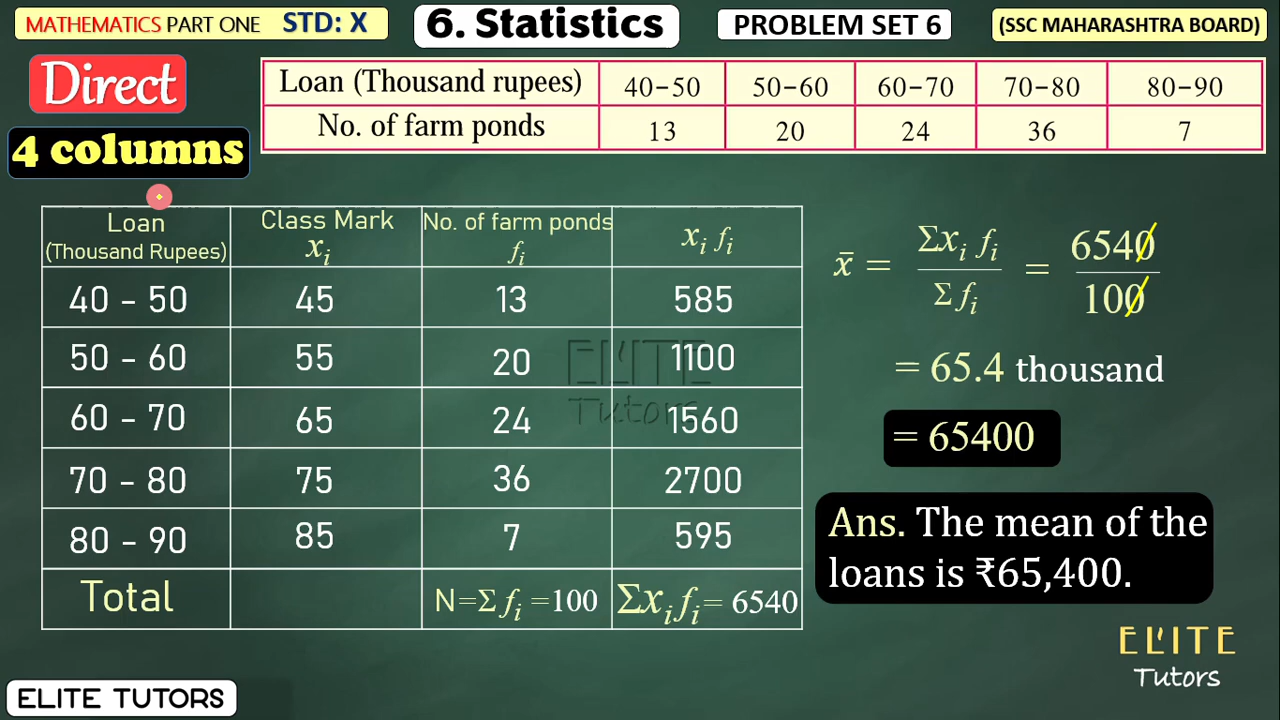 MATHEMATICS PART ONE STD: X
6. Statistics
PROBLEM SET 6
(SSC MAHARASHTRA BOARD)
Direct
4 columns
Loan (Thousand rupees) 40-50 50-60 60-70 70-80 80-90
No. of farm ponds 13 20 24 36 7
Loan (Thousand Rupees) Class Mark xᵢ No. of farm ponds fᵢ xᵢ fᵢ
40 - 50 45 13 585
50 - 60 55 20 1100
60 - 70 65 24 1560
70 - 80 75 36 2700
80 - 90 85 7 595
Total N=Σ fᵢ =100 Σxᵢfᵢ= 6540
x̄ = Σxᵢ fᵢ / Σ fᵢ = 6540 / 100
= 65.4 thousand
= 65400
Ans. The mean of the
loans is ₹65,400.
ELITE
Tutors
ELITE
Tutors
ELITE TUTORS